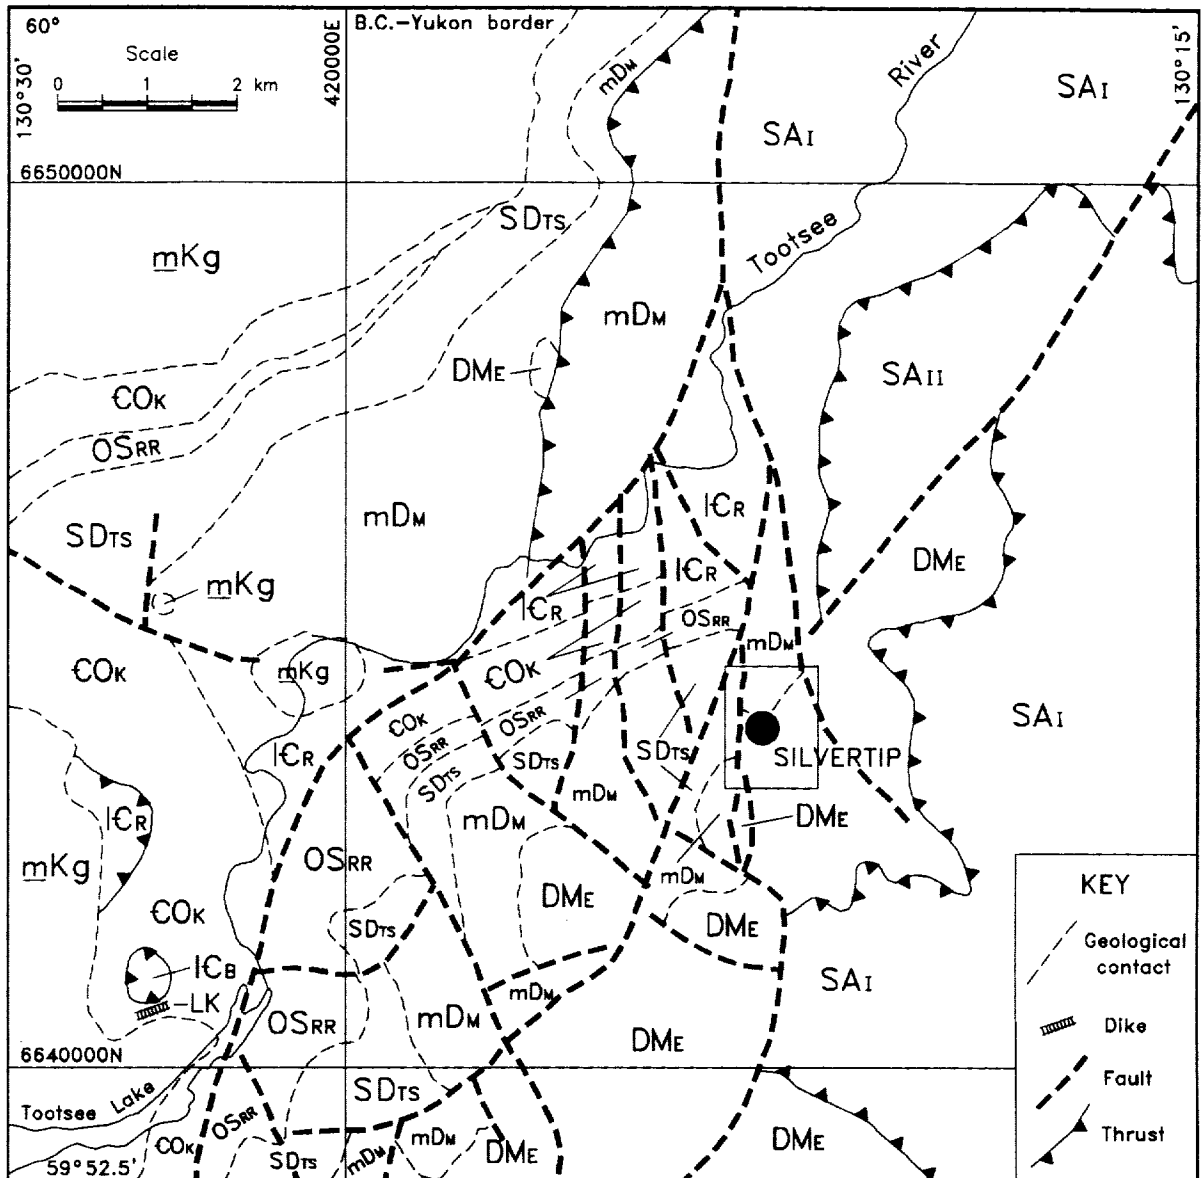 60°
B.C.–Yukon border
Scale
0 1 2 km
130°30'
420000E
130°15'
River
mDM
SAI
SAI
6650000N
SDTS
Tootsee
mKg
mDM
DME
SAII
ЄOK
OSRR
lЄR
mDM
SDTS
DME
mKg
lЄR
lЄR
OSRR
mDM
mKg
ЄOK
ЄOK
SAI
ЄOK
OSRR
lЄR
OSRR
SDTS
SILVERTIP
SDTS
SDTS
mDM
lЄR
mDM
DME
mKg
OSRR
mDM
KEY
DME
ЄOK
SDTS
DME
Geological
contact
lЄB
SAI
LK
mDM
OSRR
mDM
Dike
DME
6640000N
Fault
SDTS
Tootsee Lake
OSRR
mDM
Thrust
ЄOK
DME
DME
SDTS
mDM
59°52.5'